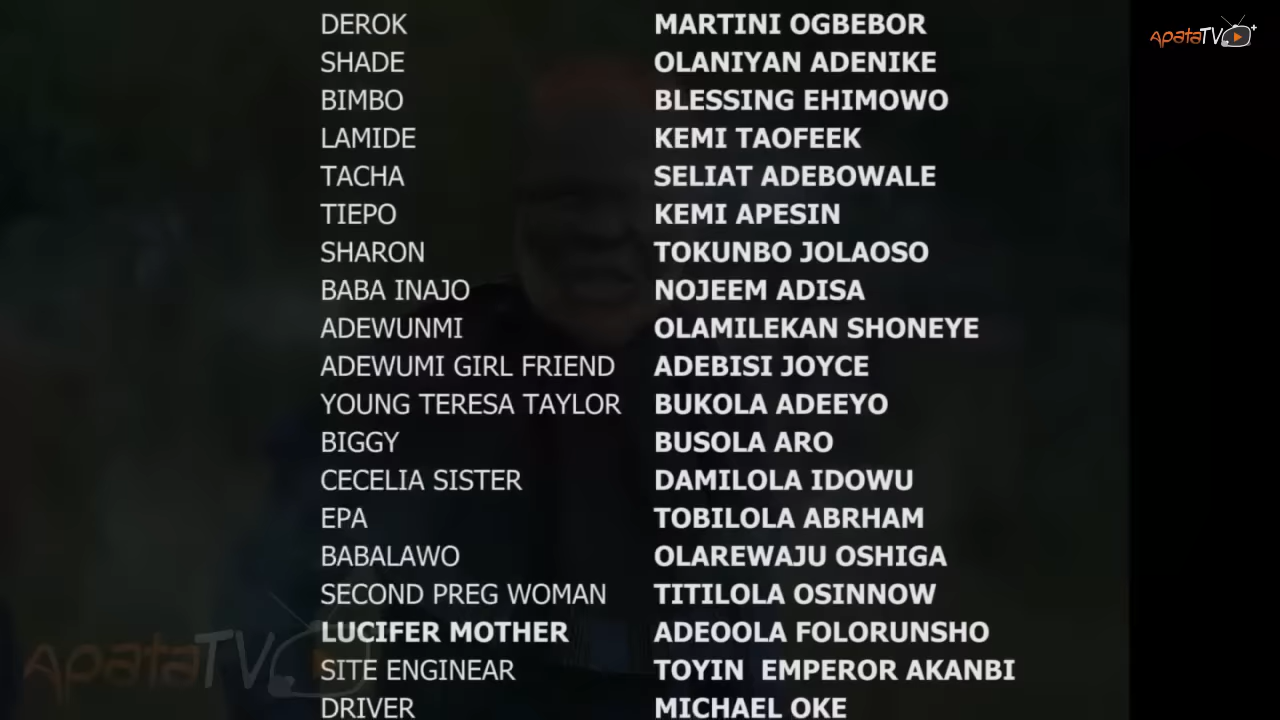 DEROK MARTINI OGBEBOR
SHADE OLANIYAN ADENIKE
BIMBO BLESSING EHIMOWO
LAMIDE KEMI TAOFEEK
TACHA SELIAT ADEBOWALE
TIEPO KEMI APESIN
SHARON TOKUNBO JOLAOSO
BABA INAJO NOJEEM ADISA
ADEWUNMI OLAMILEKAN SHONEYE
ADEWUMI GIRL FRIEND ADEBISI JOYCE
YOUNG TERESA TAYLOR BUKOLA ADEEYO
BIGGY BUSOLA ARO
CECELIA SISTER DAMILOLA IDOWU
EPA TOBILOLA ABRHAM
BABALAWO OLAREWAJU OSHIGA
SECOND PREG WOMAN TITILOLA OSINNOW
LUCIFER MOTHER ADEOOLA FOLORUNSHO
SITE ENGINEAR TOYIN  EMPEROR AKANBI
DRIVER MICHAEL OKE
apataTV+
apataTV